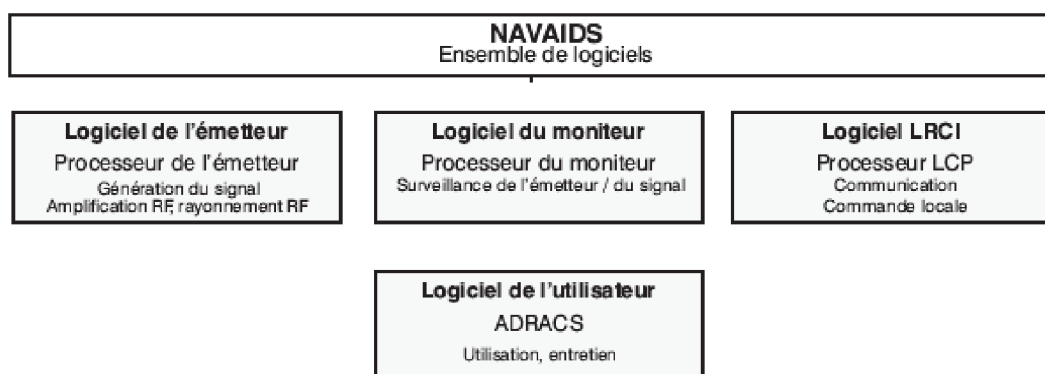 NAVAIDS
Ensemble de logiciels
Logiciel de l'émetteur
Processeur de l'émetteur
Génération du signal
Amplification RF, rayonnement RF
Logiciel du moniteur
Processeur du moniteur
Surveillance de l'émetteur / du signal
Logiciel LRCI
Processeur LCP
Communication
Commande locale
Logiciel de l'utilisateur
ADRACS
Utilisation, entretien